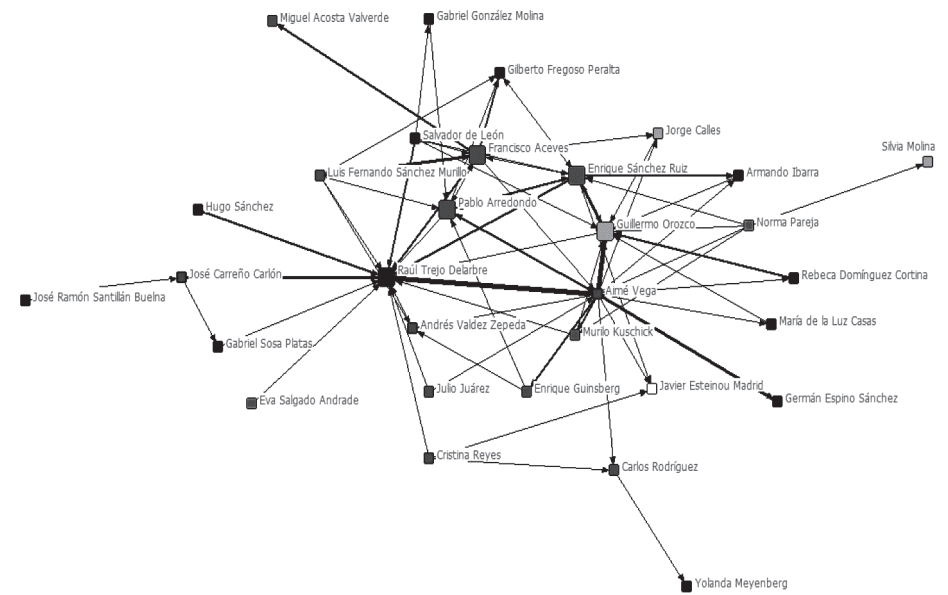 Miguel Acosta Valverde
Gabriel González Molina
Gilberto Fregoso Peralta
Salvador de León
Jorge Calles
Francisco Aceves
Silvia Molina
Luis Fernando Sánchez Murillo
Enrique Sánchez Ruiz
Armando Ibarra
Pablo Arredondo
Hugo Sánchez
Guillermo Orozco
Norma Pareja
Raúl Trejo Delarbre
José Carreño Carlón
Rebeca Domínguez Cortina
José Ramón Santillán Buelna
Aimé Vega
Andrés Valdez Zepeda
Murilo Kuschick
María de la Luz Casas
Gabriel Sosa Platas
Julio Juárez
Enrique Guinsberg
Javier Esteinou Madrid
Eva Salgado Andrade
Germán Espino Sánchez
Cristina Reyes
Carlos Rodríguez
Yolanda Meyenberg